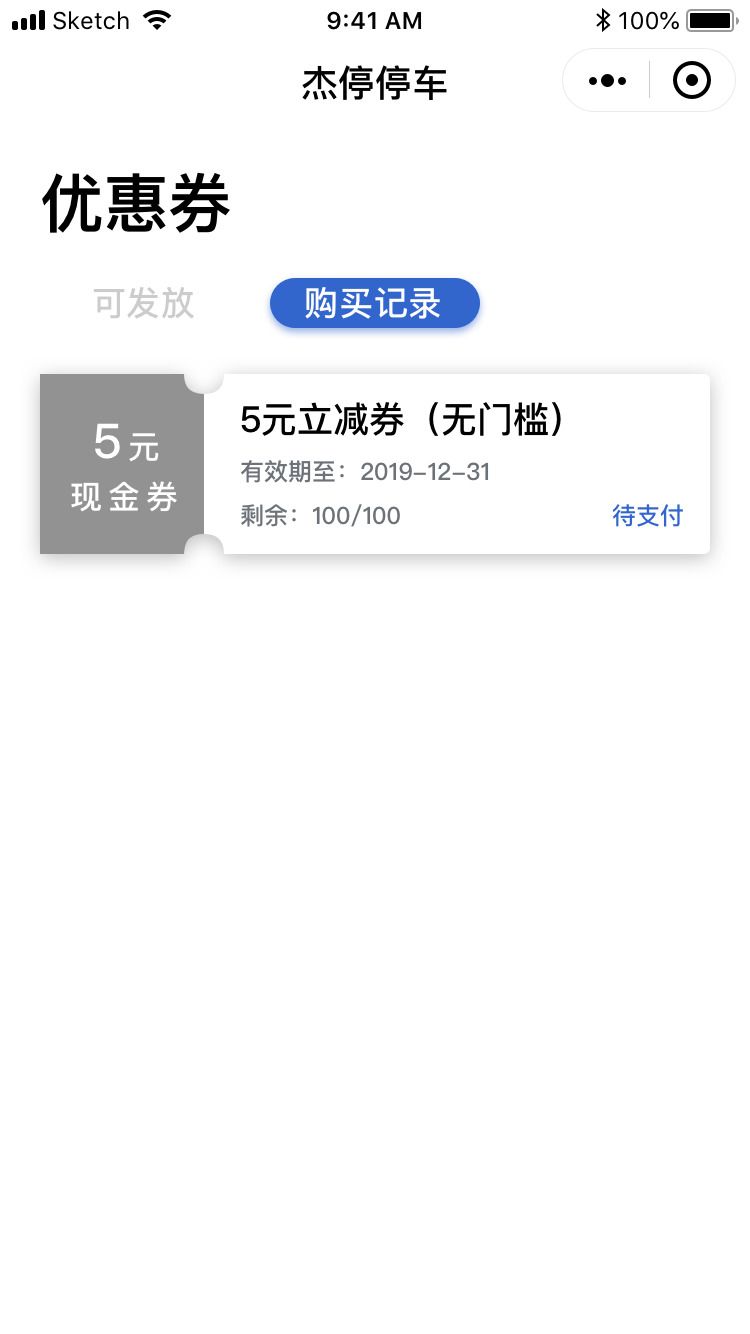 Sketch 9:41 AM 100%
杰停停车
优惠券
可发放 购买记录
5元
现金券
5元立减券（无门槛）
有效期至：2019-12-31
剩余：100/100 待支付